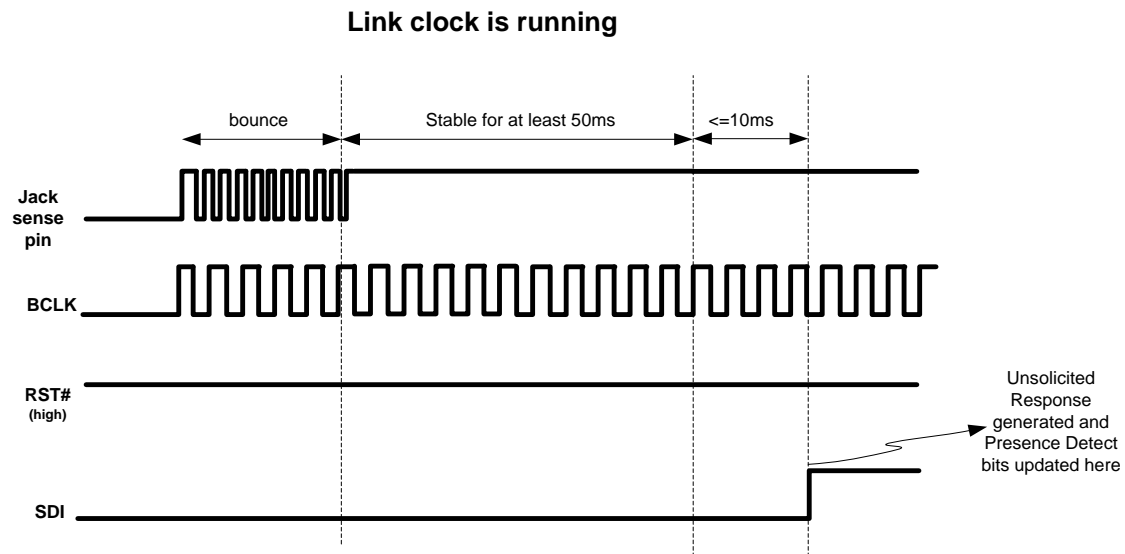 Link clock is running
bounce
Stable for at least 50ms
<=10ms
Jack
sense
pin
BCLK
RST#
(high)
Unsolicited
Response
generated and
Presence Detect
bits updated here
SDI